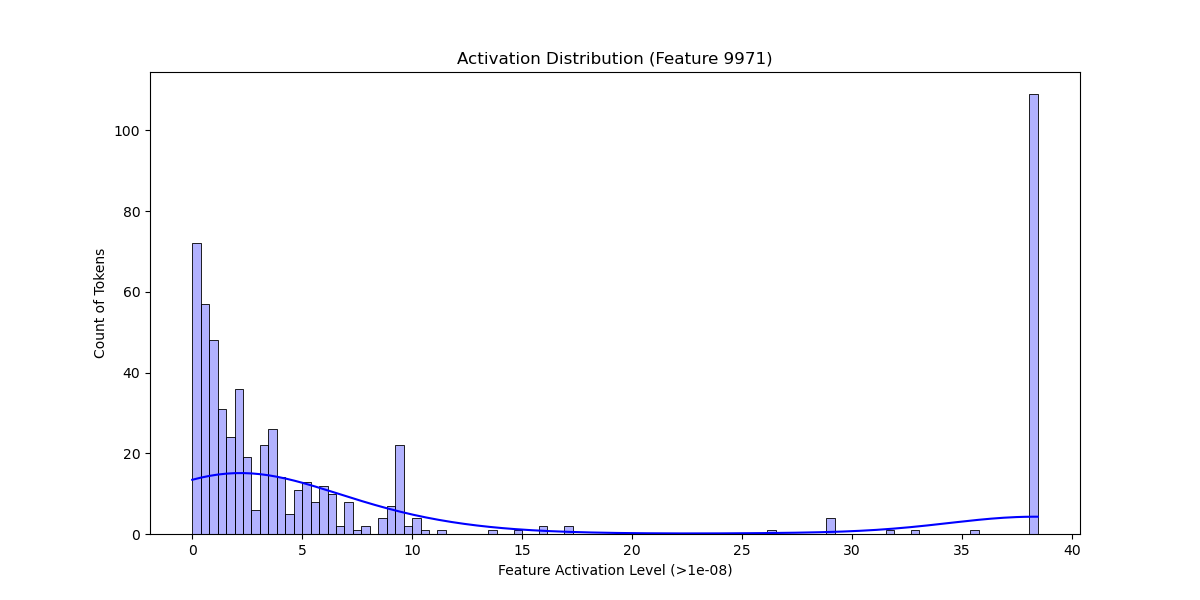 Activation Distribution (Feature 9971)
Count of Tokens
100
80
60
40
20
0
0 5 10 15 20 25 30 35 40
Feature Activation Level (>1e-08)